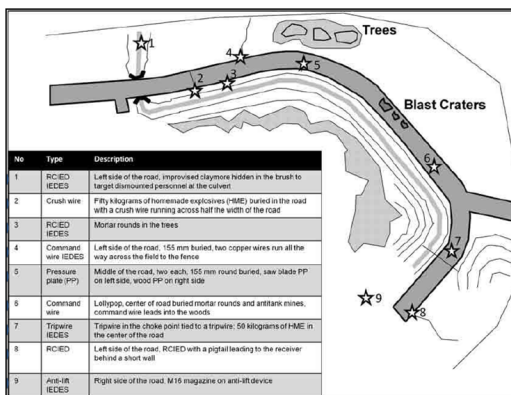 1
Trees
4
5
3
2
Blast Craters
6
7
9
8
No Type Description
1 RCIED IEDES Left side of the road, improvised claymore hidden in the brush to
target dismounted personnel at the culvert
2 Crush wire Fifty kilograms of homemade explosives (HME) buried in the road
with a crush wire running across half the width of the road
3 RCIED IEDES Mortar rounds in the trees
4 Command wire IEDES Left side of the road, 155 mm buried, two copper wires run all the
way across the field to the fence
5 Pressure plate (PP) Middle of the road, two each, 155 mm round buried, saw blade PP
on left side, wood PP on right side
6 Command wire Lollypop, center of road buried mortar rounds and antitank mines,
command wire leads into the woods
7 Tripwire IEDES Tripwire in the choke point tied to a tripwire; 50 kilograms of HME in
the center of the road
8 RCIED Left side of the road, RCIED with a pigtail leading to the receiver
behind a short wall
9 Anti-lift IEDES Right side of the road, M16 magazine on anti-lift device